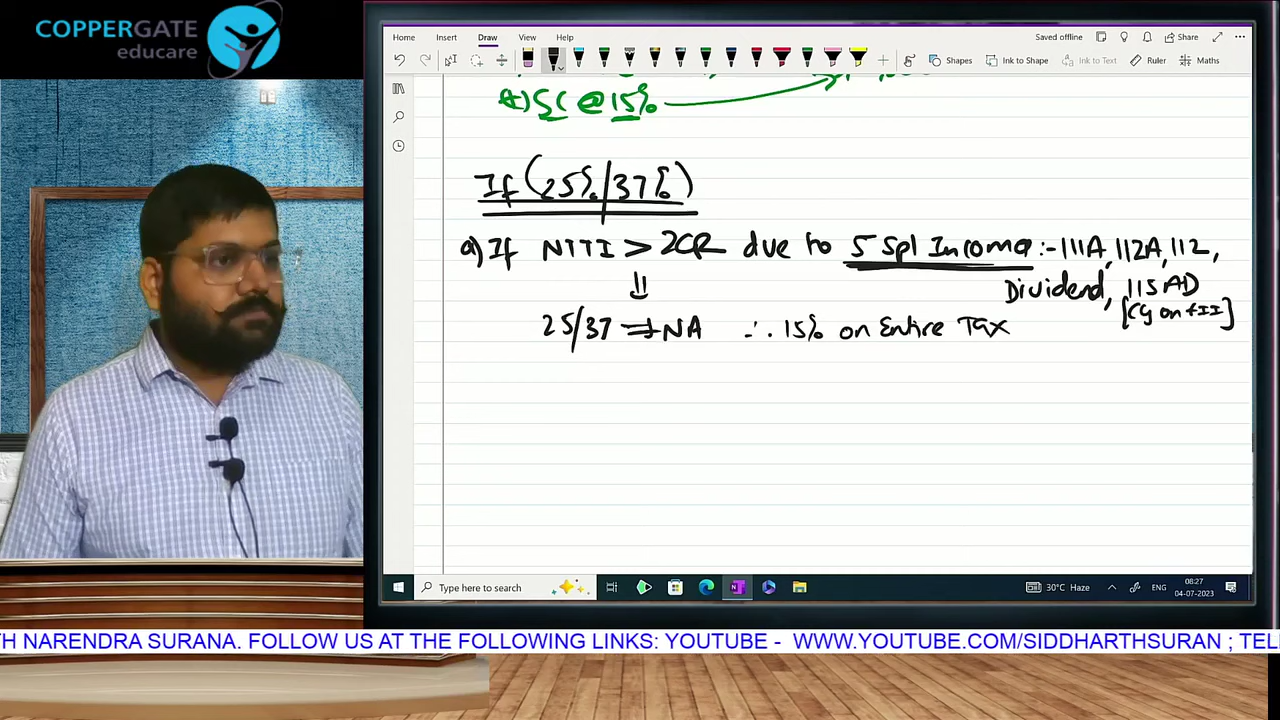 COPPERGATE
educare
Home Insert Draw View Help
Saved offline
Share
Shapes Ink to Shape Ink to Text Ruler Maths
SC @ 15%
If (25%/37%)
a) If NTTI > 2CR due to 5 Spl Income :- 111A, 112A, 112,
Dividend, 115AD
[CG on FII]
25/37 ⇒ NA ∴ 15% on Entire Tax
Type here to search
30°C Haze
ENG
08:27
04-07-2023
TH NARENDRA SURANA. FOLLOW US AT THE FOLLOWING LINKS: YOUTUBE - WWW.YOUTUBE.COM/SIDDHARTHSURAN ; TEL